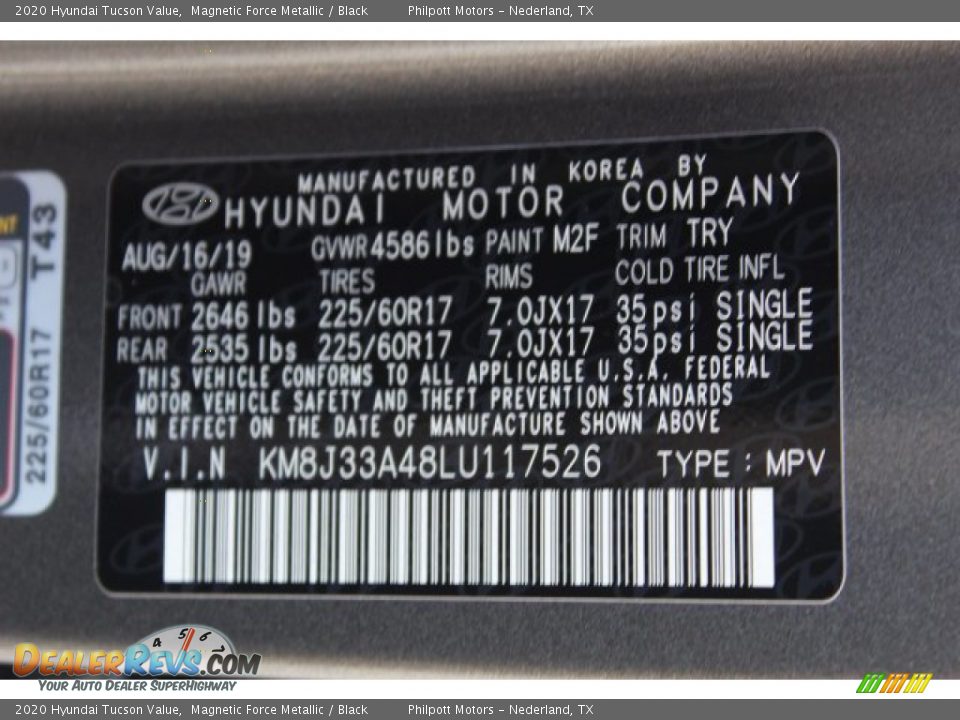 2020 Hyundai Tucson Value, Magnetic Force Metallic / Black Philpott Motors - Nederland, TX
MANUFACTURED IN KOREA BY
HYUNDAI MOTOR COMPANY
AUG/16/19 GVWR 4586lbs PAINT M2F TRIM TRY
GAWR TIRES RIMS COLD TIRE INFL
FRONT 2646 lbs 225/60R17 7.0JX17 35psi SINGLE
REAR 2535 lbs 225/60R17 7.0JX17 35psi SINGLE
THIS VEHICLE CONFORMS TO ALL APPLICABLE U.S.A. FEDERAL
MOTOR VEHICLE SAFETY AND THEFT PREVENTION STANDARDS
IN EFFECT ON THE DATE OF MANUFACTURE SHOWN ABOVE
V.I.N KM8J33A48LU117526 TYPE : MPV
225/60R17 T43
4 5 6
DEALERREVS.COM
YOUR AUTO DEALER SUPERHIGHWAY
2020 Hyundai Tucson Value, Magnetic Force Metallic / Black Philpott Motors - Nederland, TX